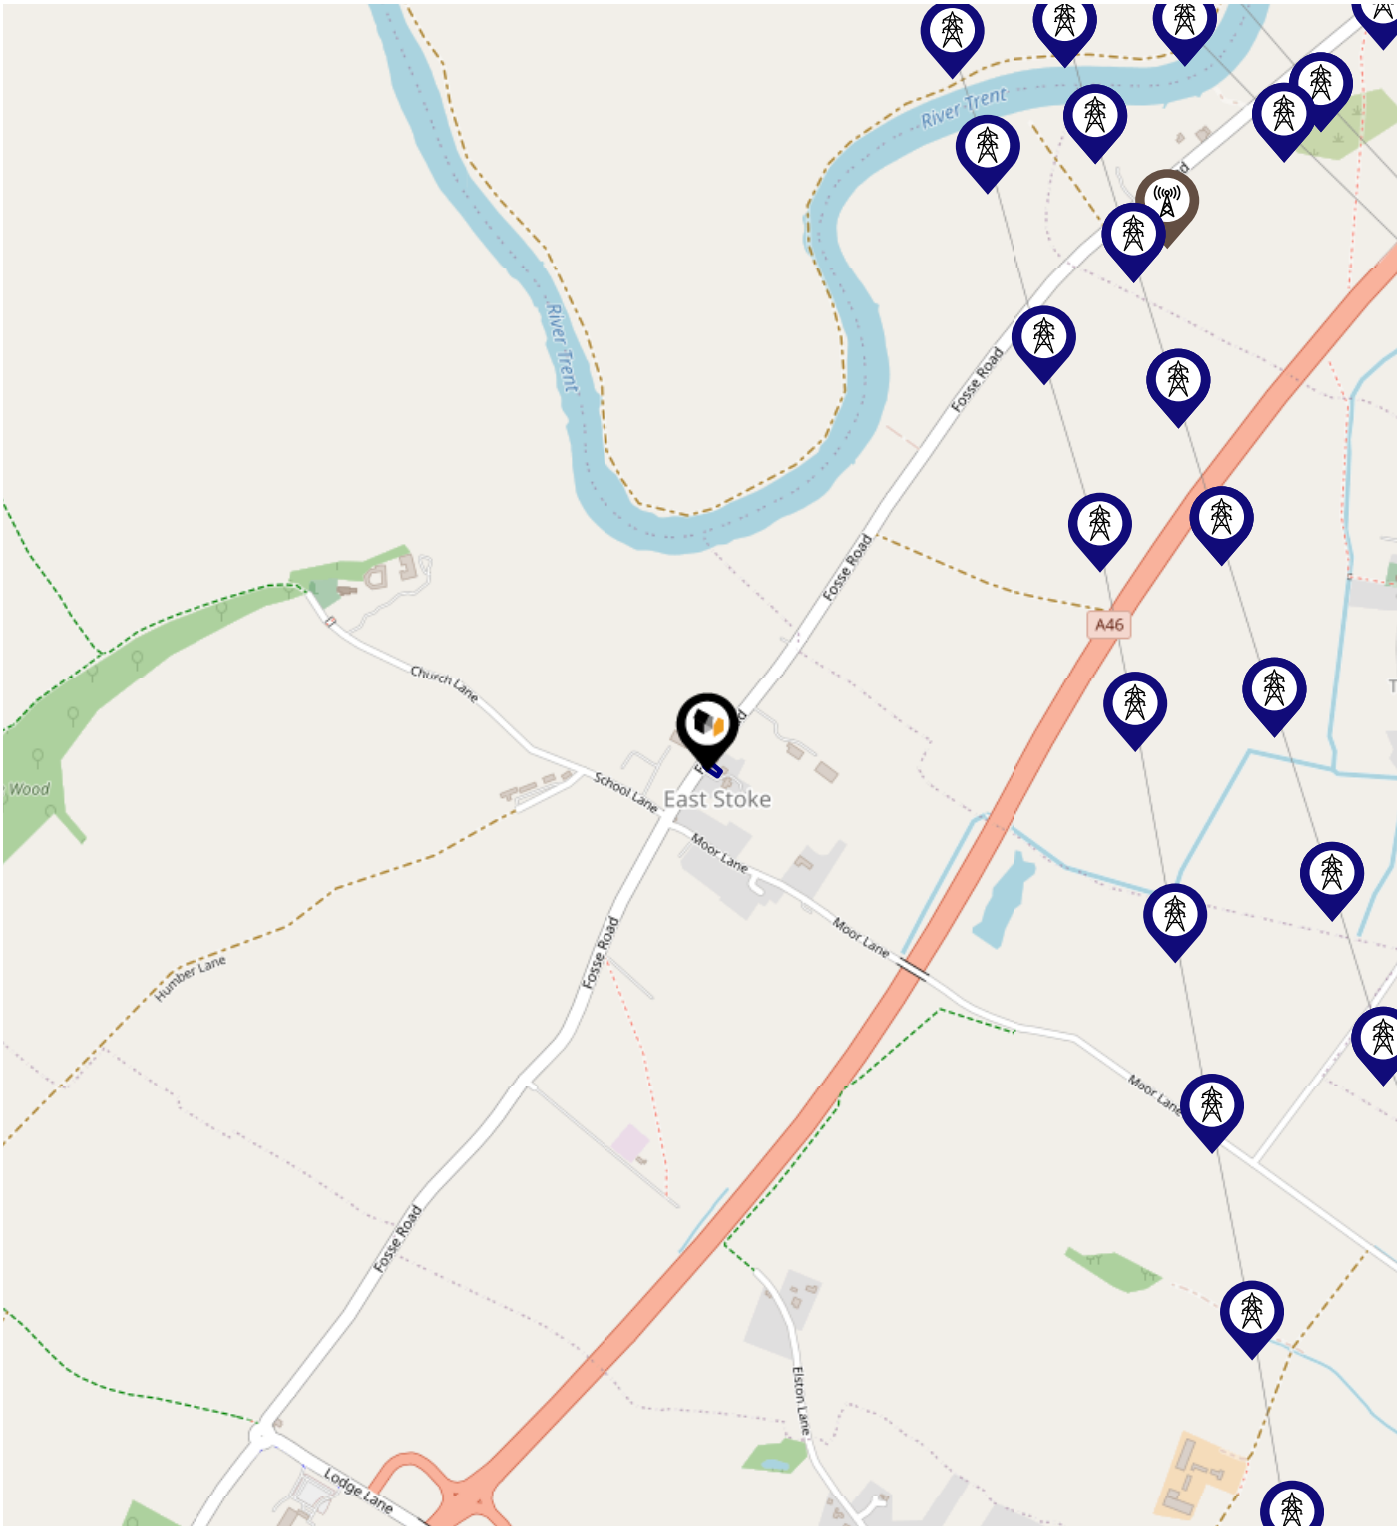 River Trent
River Trent
Fosse Road
Fosse Road
A46
Church Lane
School Lane
East Stoke
Wood
Moor Lane
Moor Lane
Fosse Road
Humber Lane
Moor Lane
Fosse Road
Elston Lane
Lodge Lane